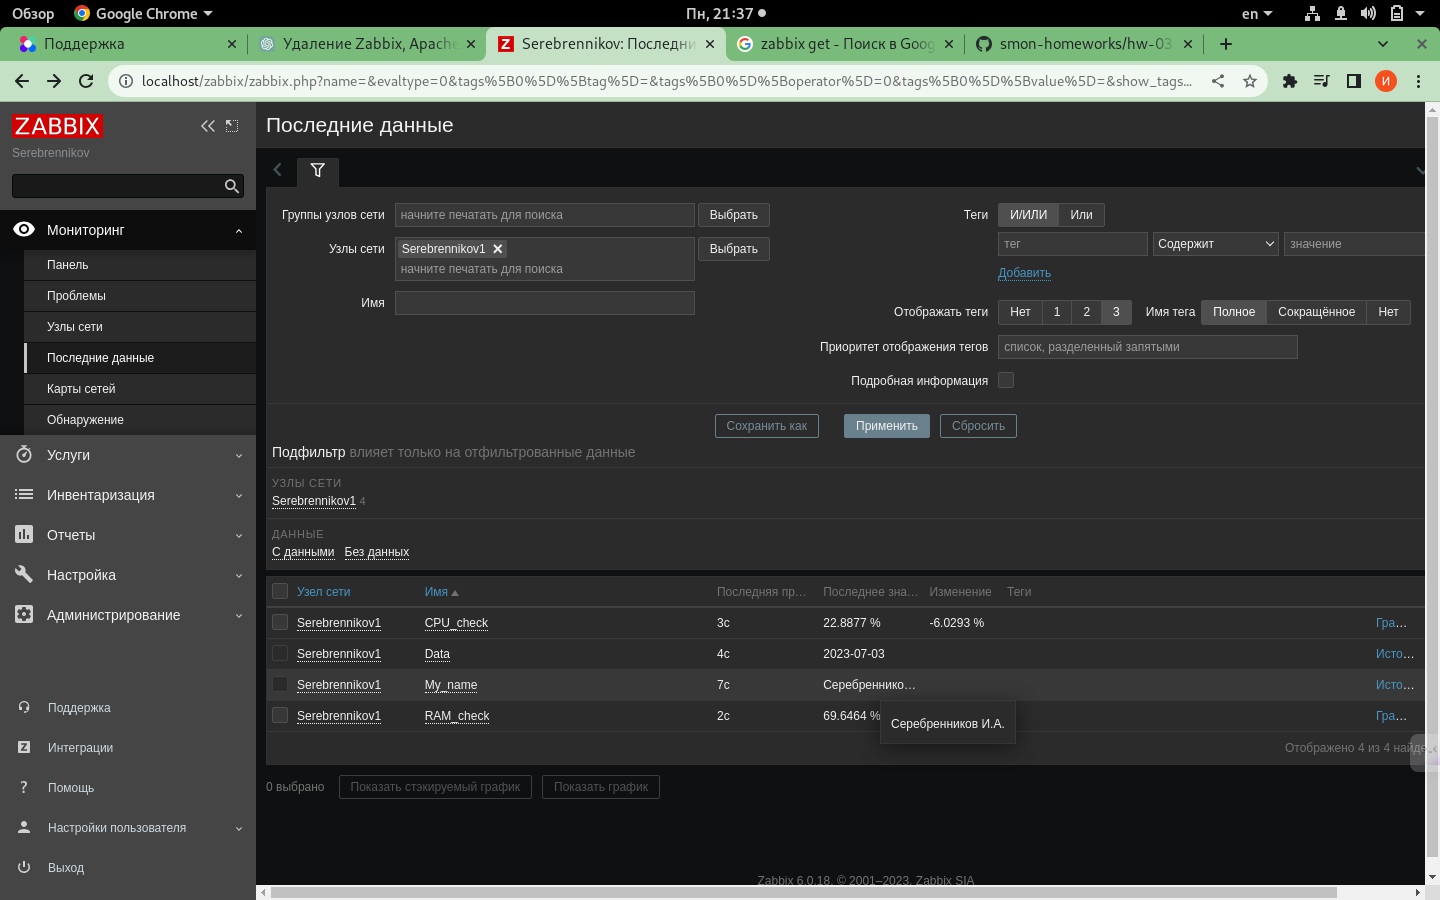 Обзор Google Chrome Пн, 21:37 en
Поддержка Удаление Zabbix, Apache Serebrennikov: Последни zabbix get - Поиск в Goog smon-homeworks/hw-03
localhost/zabbix/zabbix.php?name=&evaltype=0&tags%5B0%5D%5Btag%5D=&tags%5B0%5D%5Boperator%5D=0&tags%5B0%5D%5Bvalue%5D=&show_tags... И
ZABBIX
Serebrennikov
Мониторинг
Панель
Проблемы
Узлы сети
Последние данные
Карты сетей
Обнаружение
Услуги
Инвентаризация
Отчеты
Настройка
Администрирование
Поддержка
Интеграции
Помощь
Настройки пользователя
Выход
Последние данные
Группы узлов сети начните печатать для поиска Выбрать
Узлы сети Serebrennikov1 Выбрать
начните печатать для поиска
Имя
Теги И/ИЛИ Или
тег Содержит значение
Добавить
Отображать теги Нет 1 2 3 Имя тега Полное Сокращённое Нет
Приоритет отображения тегов список, разделенный запятыми
Подробная информация
Сохранить как Применить Сбросить
Подфильтр влияет только на отфильтрованные данные
УЗЛЫ СЕТИ
Serebrennikov1 4
ДАННЫЕ
С данными Без данных
Узел сети Имя Последняя пр... Последнее зна... Изменение Теги
Serebrennikov1 CPU_check 3с 22.8877 % -6.0293 % Гра...
Serebrennikov1 Data 4с 2023-07-03 Исто...
Serebrennikov1 My_name 7с Серебреннико... Исто...
Serebrennikov1 RAM_check 2с 69.6464 % Гра...
Серебренников И.А.
Отображено 4 из 4 найде
0 выбрано Показать стэкируемый график Показать график
Zabbix 6.0.18. © 2001–2023, Zabbix SIA